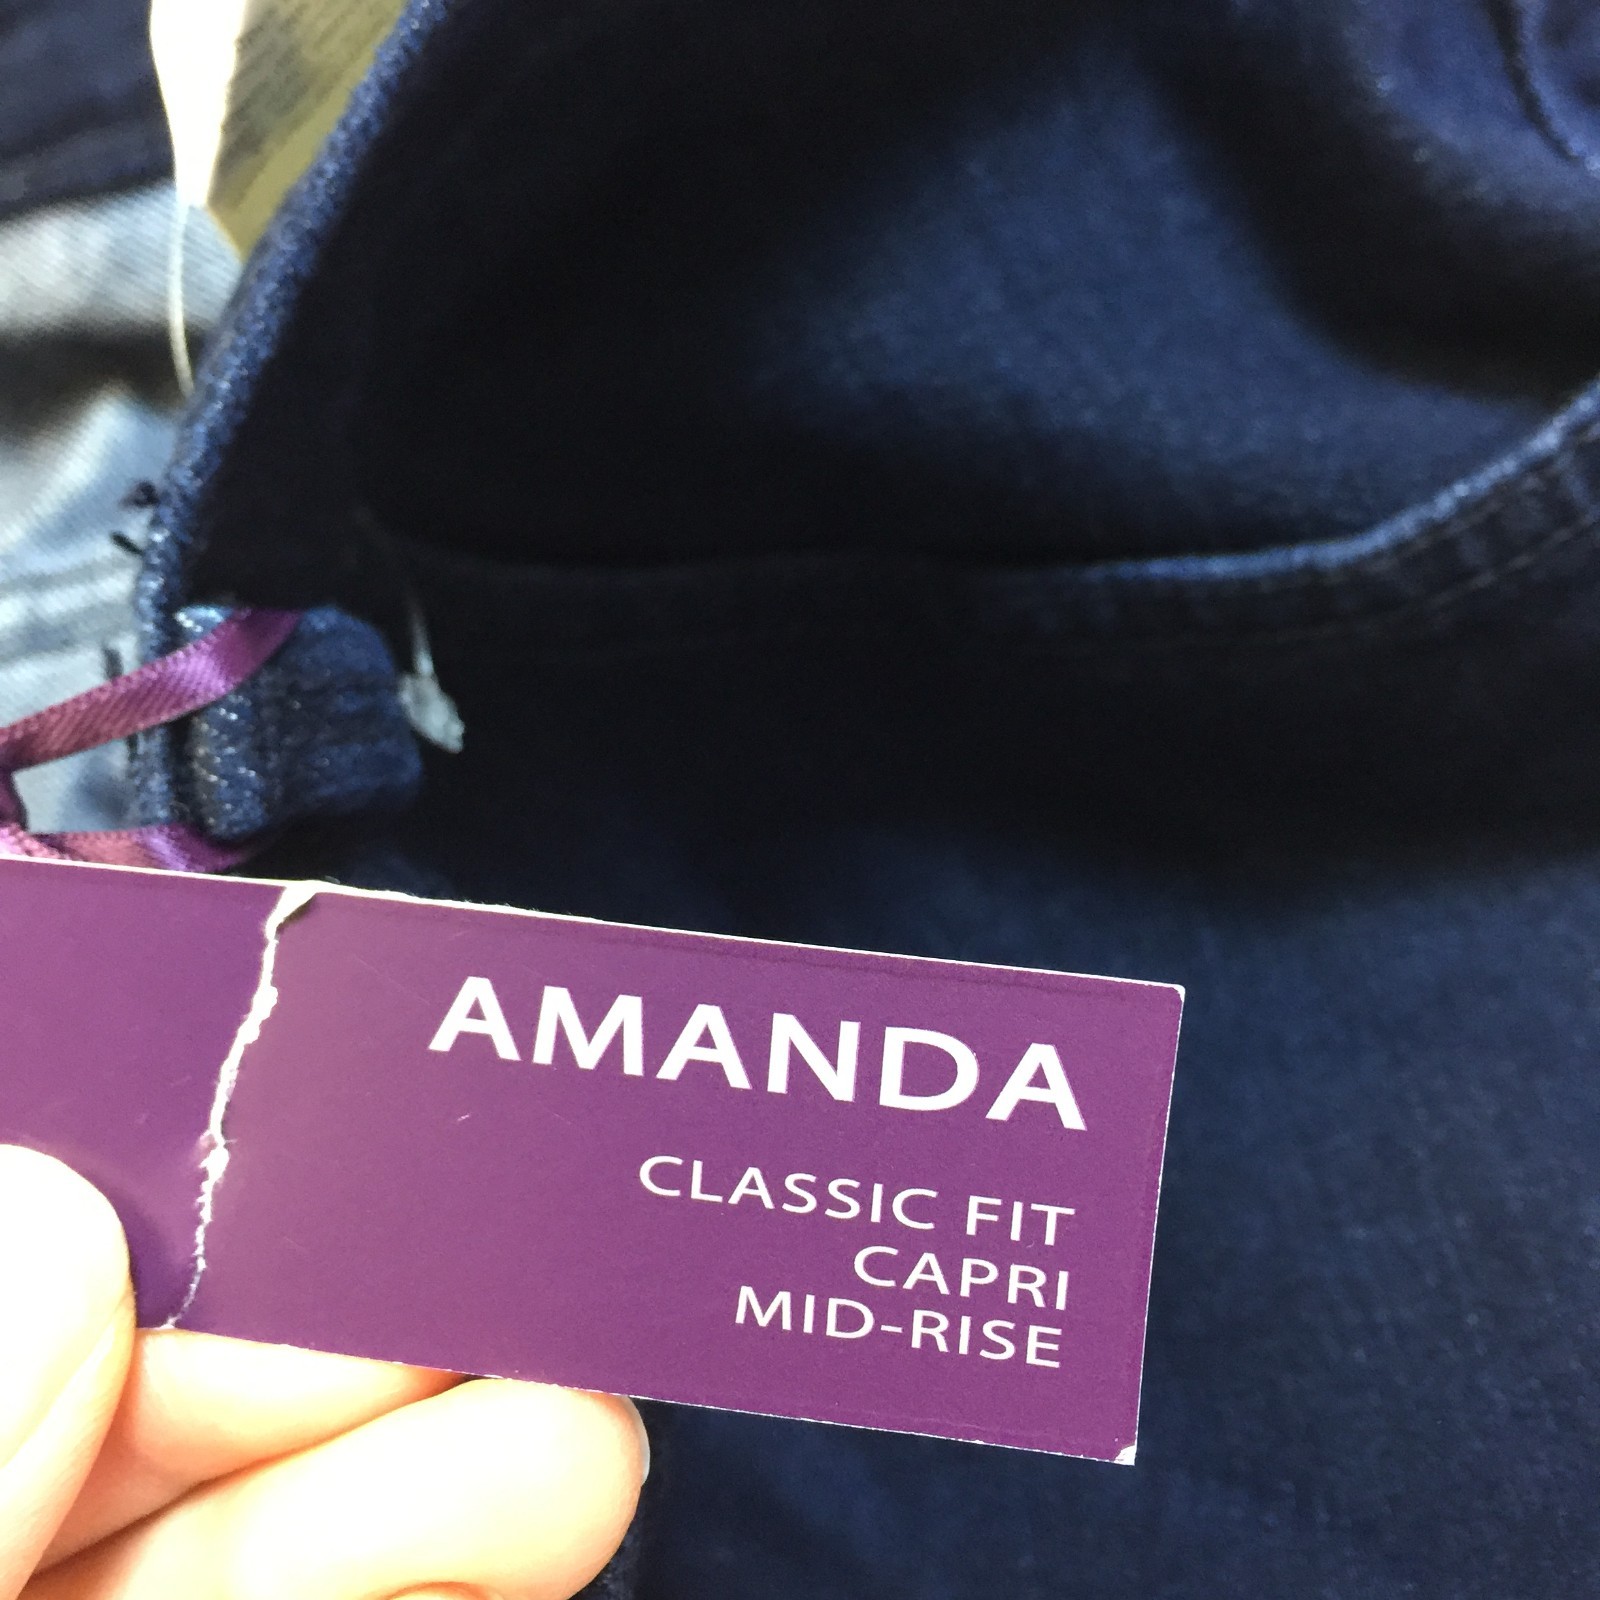 AMANDA
CLASSIC FIT
CAPRI
MID-RISE